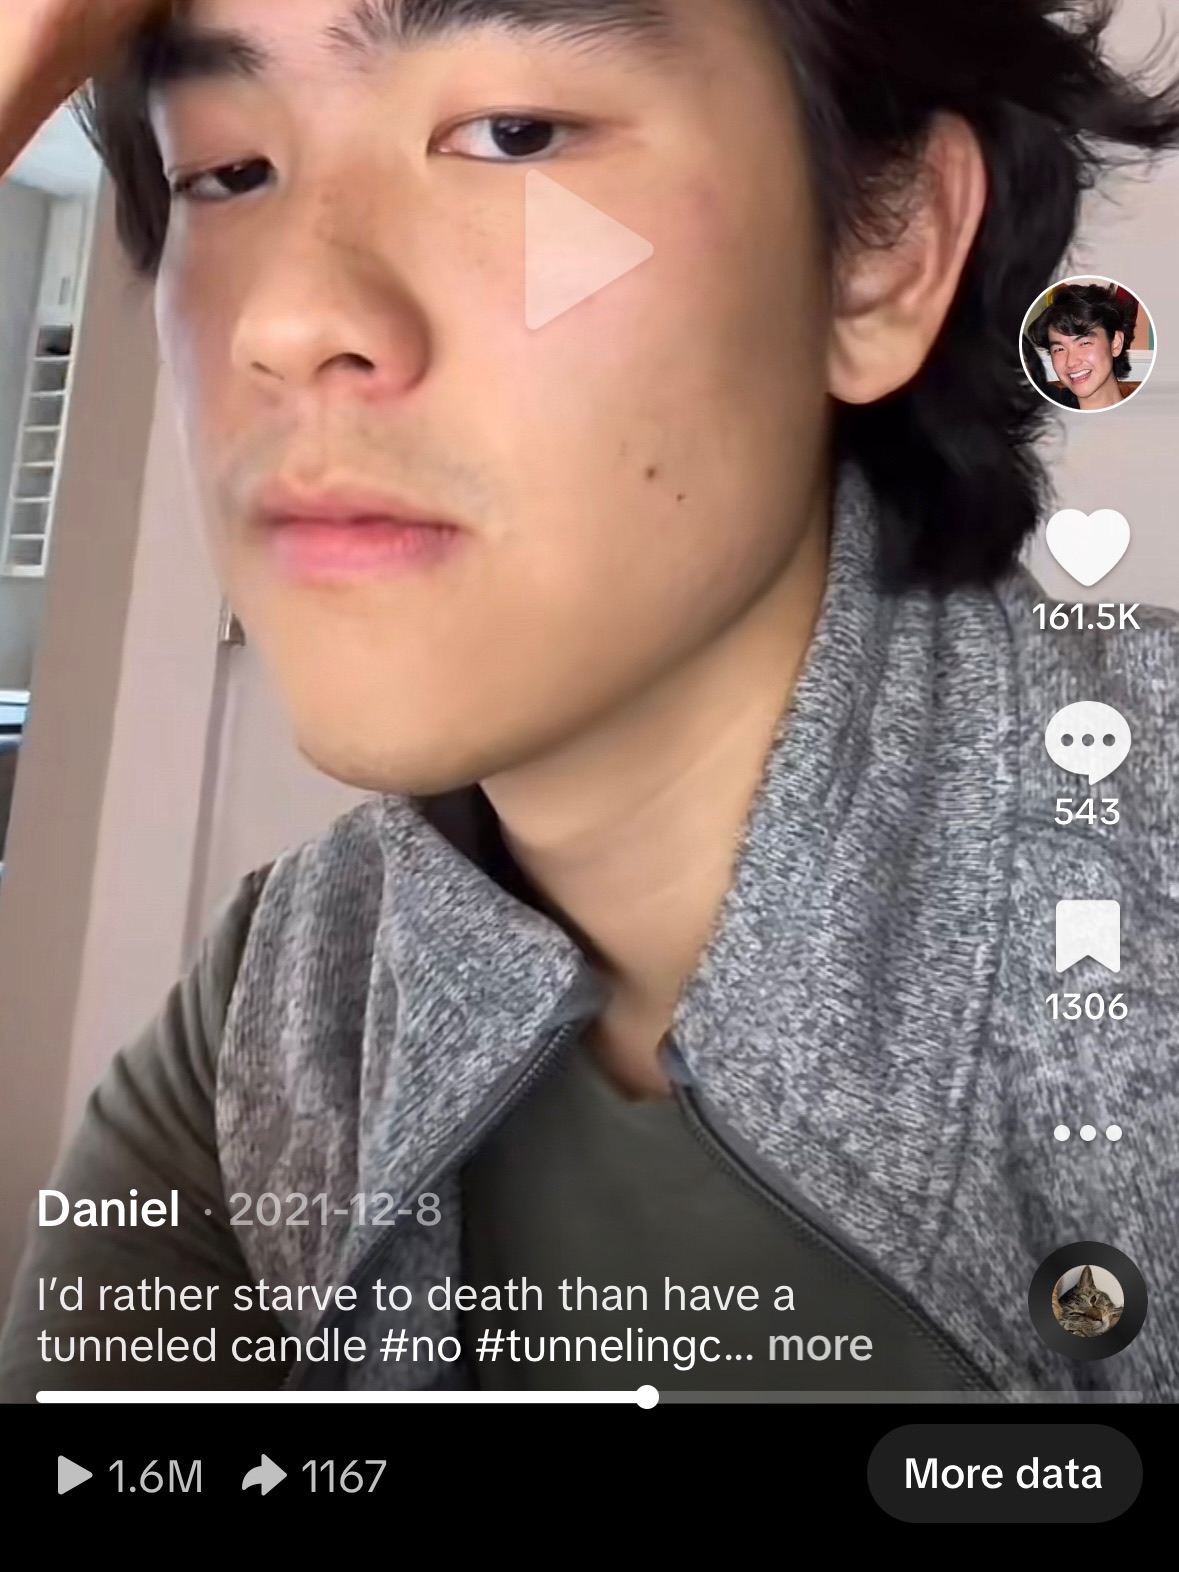 161.5K
543
1306
Daniel · 2021-12-8
I’d rather starve to death than have a
tunneled candle #no #tunnelingc... more
1.6M 1167
More data